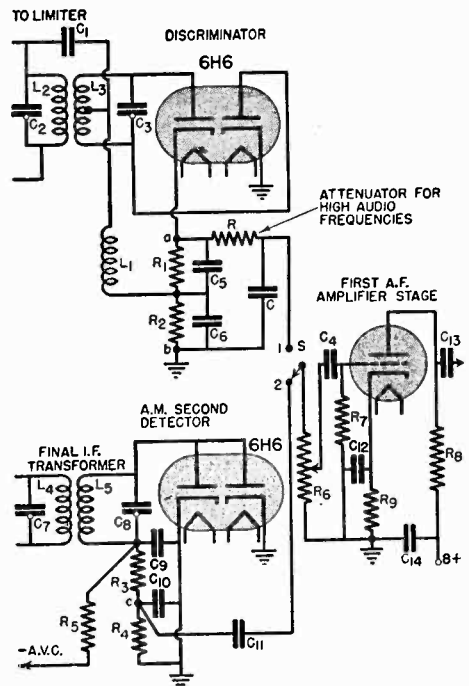 TO LIMITER
C1
DISCRIMINATOR
6H6
L2
L3
C2
C3
ATTENUATOR FOR
HIGH AUDIO
FREQUENCIES
a
R
L1
R1
C5
C
R2
C6
b
FIRST A.F.
AMPLIFIER STAGE
1
S
2
C4
C13
A.M. SECOND
DETECTOR
6H6
FINAL I.F.
TRANSFORMER
R7
C12
R6
R8
R9
C14
8+
L4
L5
C7
C8
C9
R3
C10
c
R5
R4
C11
-A.V.C.